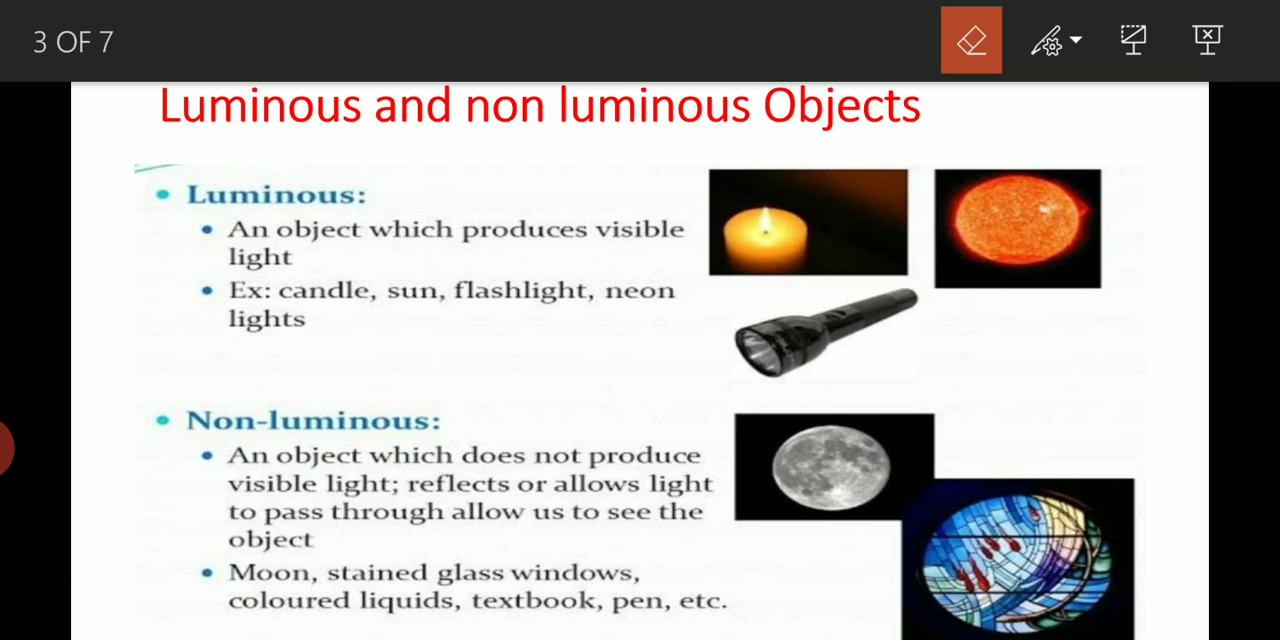 3 OF 7
Luminous and non luminous Objects
Luminous:
An object which produces visible
light
Ex: candle, sun, flashlight, neon
lights
Non-luminous:
An object which does not produce
visible light; reflects or allows light
to pass through allow us to see the
object
Moon, stained glass windows,
coloured liquids, textbook, pen, etc.